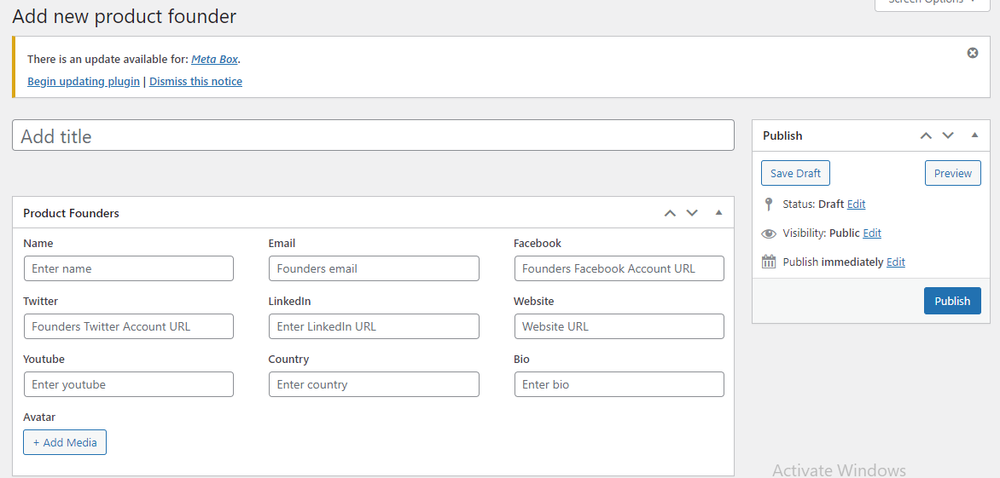 Screen Options
Add new product founder
There is an update available for: Meta Box.
Begin updating plugin | Dismiss this notice
Add title
Publish
Save Draft
Preview
Status: Draft Edit
Visibility: Public Edit
Publish immediately Edit
Publish
Product Founders
Name
Email
Facebook
Enter name
Founders email
Founders Facebook Account URL
Twitter
LinkedIn
Website
Founders Twitter Account URL
Enter LinkedIn URL
Website URL
Youtube
Country
Bio
Enter youtube
Enter country
Enter bio
Avatar
+ Add Media
Activate Windows